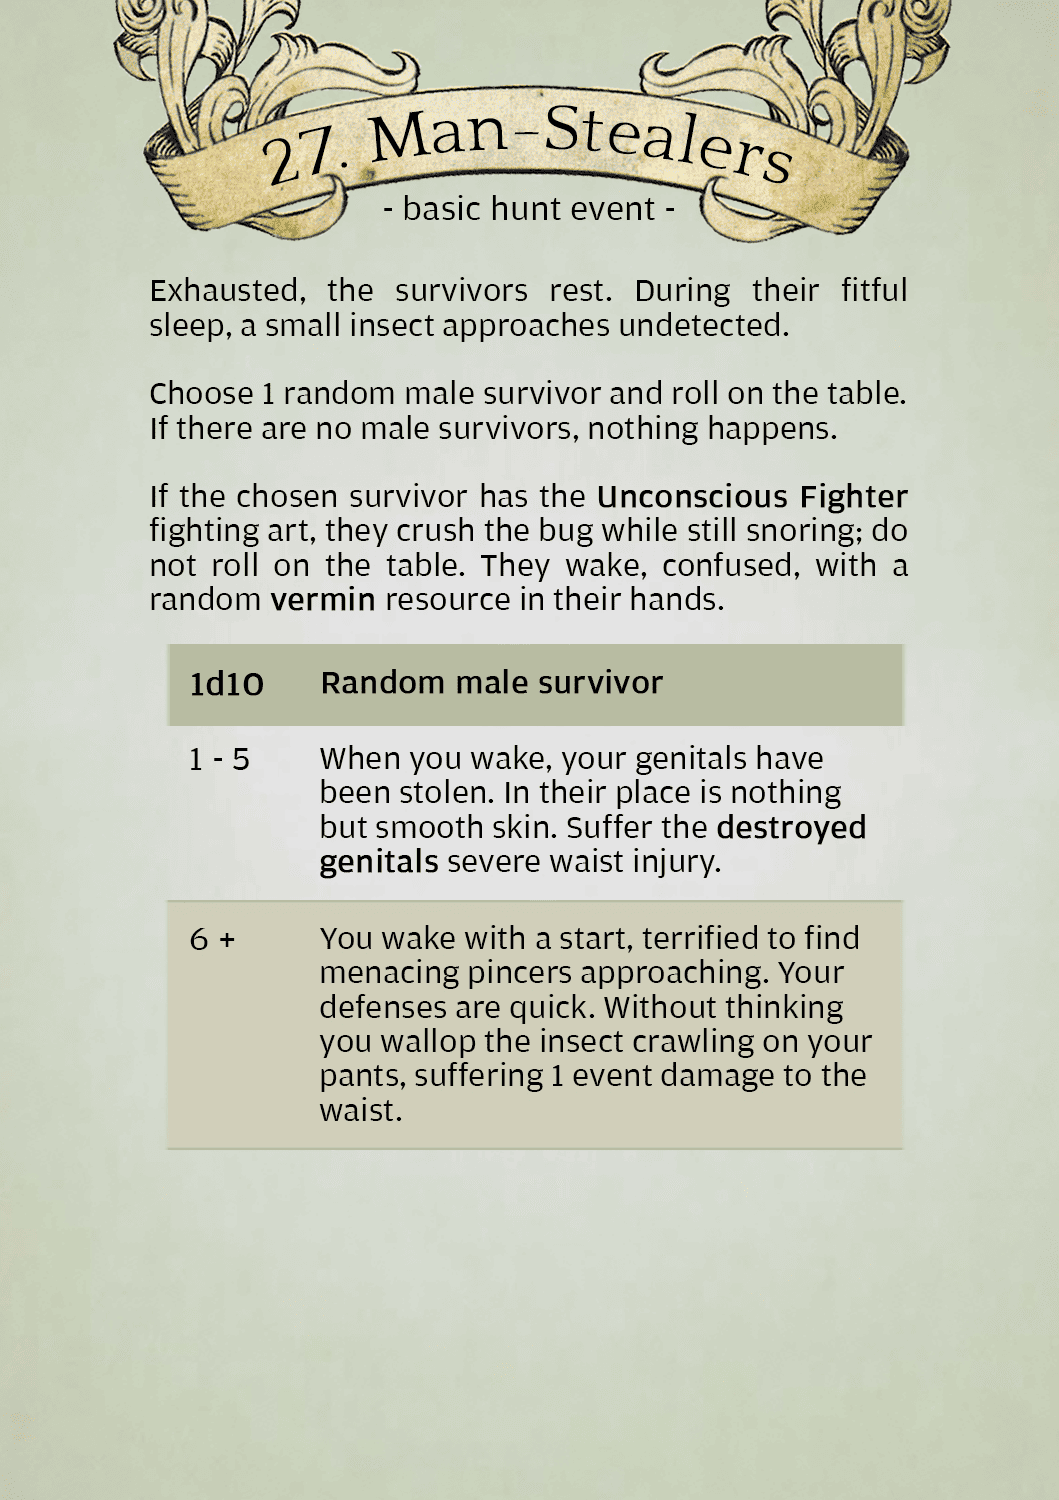 27. Man-Stealers
- basic hunt event -
Exhausted, the survivors rest. During their fitful
sleep, a small insect approaches undetected.
Choose 1 random male survivor and roll on the table.
If there are no male survivors, nothing happens.
If the chosen survivor has the Unconscious Fighter
fighting art, they crush the bug while still snoring; do
not roll on the table. They wake, confused, with a
random vermin resource in their hands.
1d10 Random male survivor
1 - 5 When you wake, your genitals have
been stolen. In their place is nothing
but smooth skin. Suffer the destroyed
genitals severe waist injury.
6 + You wake with a start, terrified to find
menacing pincers approaching. Your
defenses are quick. Without thinking
you wallop the insect crawling on your
pants, suffering 1 event damage to the
waist.